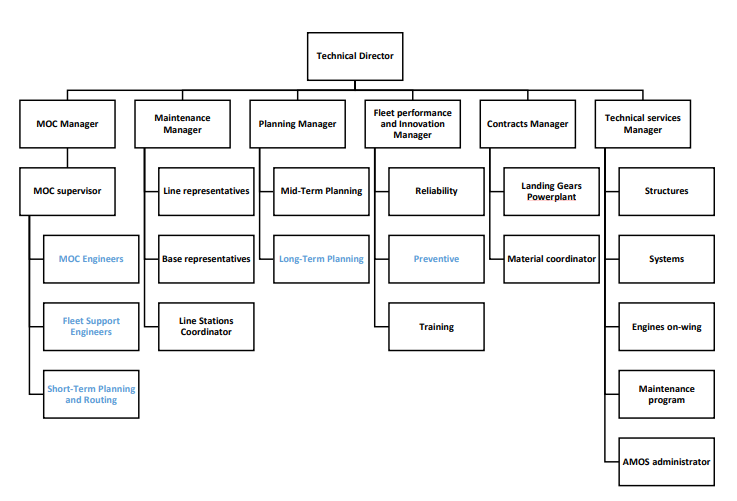 Technical Director
MOC Manager
Maintenance
Manager
Planning Manager
Fleet performance
and Innovation
Manager
Contracts Manager
Technical services
Manager
MOC supervisor
Line representatives
Mid-Term Planning
Reliability
Landing Gears
Powerplant
Structures
MOC Engineers
Base representatives
Long-Term Planning
Preventive
Material coordinator
Systems
Fleet Support
Engineers
Line Stations
Coordinator
Training
Engines on-wing
Short-Term Planning
and Routing
Maintenance
program
AMOS administrator